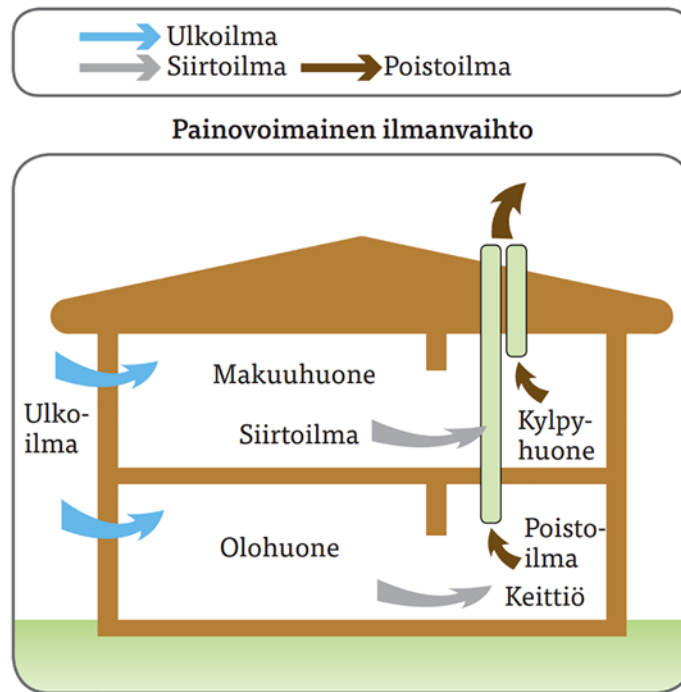 Ulkoilma
Siirtoilma Poistoilma
Painovoimainen ilmanvaihto
Makuuhuone
Ulko-
ilma
Siirtoilma
Kylpy-
huone
Olohuone
Poisto-
ilma
Keittiö